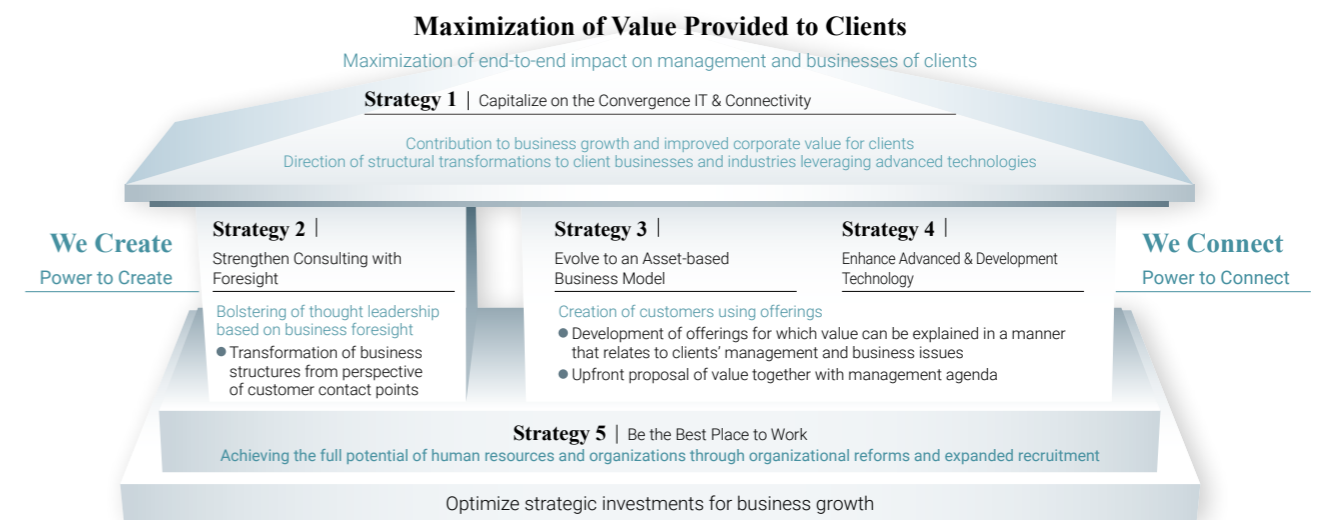 Maximization of Value Provided to Clients
Maximization of end-to-end impact on management and businesses of clients
Strategy 1 | Capitalize on the Convergence IT & Connectivity
Contribution to business growth and improved corporate value for clients
Direction of structural transformations to client businesses and industries leveraging advanced technologies
We Create
Power to Create
Strategy 2 |
Strengthen Consulting with
Foresight
Bolstering of thought leadership
based on business foresight
● Transformation of business
structures from perspective
of customer contact points
Strategy 3 |
Evolve to an Asset-based
Business Model
Strategy 4 |
Enhance Advanced & Development
Technology
Creation of customers using offerings
● Development of offerings for which value can be explained in a manner
that relates to clients’ management and business issues
● Upfront proposal of value together with management agenda
We Connect
Power to Connect
Strategy 5 | Be the Best Place to Work
Achieving the full potential of human resources and organizations through organizational reforms and expanded recruitment
Optimize strategic investments for business growth